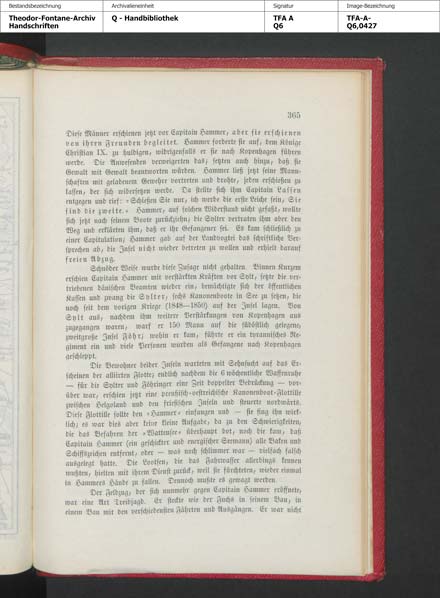 Bestandsbezeichnung
Theodor-Fontane-Archiv
Handschriften
Archivalieneinheit
Q - Handbibliothek
Signatur
TFA A
Q6
Image-Bezeichnung
TFA-A-
Q6,0427
365
Diese Männer erschienen jetzt vor Capitain Hammer, aber sie erschienen
von ihren Freunden begleitet. Hammer forderte sie auf, dem Könige
Christian IX. zu huldigen, widrigenfalls er sie nach Kopenhagen führen
werde. Die Anwesenden verweigerten das; setzten auch hinzu, daß sie
Gewalt mit Gewalt beantworten würden. Hammer ließ jetzt seine Mann-
schaften mit geladenem Gewehr vortreten und drohte, jeden erschießen zu
lassen, der sich widersetzen werde. Da stellte sich ihm Capitain Lassen
entgegen und rief: »Schießen Sie nur, ich werde die erste Leiche sein, Sie
sind die zweite.« Hammer, auf solchen Widerstand nicht gefaßt, wollte
sich jetzt nach seinem Boote zurückziehn; die Sylter vertraten ihm aber den
Weg und erklärten ihm, daß er ihr Gefangener sei. Es kam schließlich zu
einer Capitulation; Hammer gab auf der Landvogtei das schriftliche Ver-
sprechen ab, die Insel nicht wieder betreten zu wollen und erhielt darauf
freien Abzug.
Schnöder Weise wurde diese Zusage nicht gehalten. Binnen Kurzem
erschien Capitain Hammer mit verstärkten Kräften vor Sylt, setzte die ver-
triebenen dänischen Beamten wieder ein, bemächtigte sich der öffentlichen
Kassen und zwang die Sylter, sechs Kanonenboote in See zu setzen, die
noch seit dem vorigen Kriege (1848—1850) auf der Insel lagen. Von
Sylt aus, nachdem ihm weitere Verstärkungen von Kopenhagen aus
zugegangen waren, warf er 150 Mann auf die südöstlich gelegene,
zweitgroße Insel Föhr; wohin er kam, führte er ein tyrannisches Re-
giment ein und viele Personen wurden als Gefangene nach Kopenhagen
geschleppt.
Die Bewohner beider Inseln warteten mit Sehnsucht auf das Er-
scheinen der alliirten Flotte; endlich nachdem die 6wöchentliche Waffenruhe
— für die Sylter und Föhringer eine Zeit doppelter Bedrückung — vor-
über war, erschien jetzt eine preußisch-oestreichische Kanonenboot-Flottille
zwischen Helgoland und den friesischen Inseln und steuerte nordwärts.
Diese Flottille sollte den »Hammer« einfangen und — sie fing ihn wirk-
lich; es war dies aber keine kleine Aufgabe, da zu den Schwierigkeiten,
die das Befahren der »Wattensee« überhaupt bot, noch die kam, daß
Capitain Hammer (ein geschickter und energischer Seemann) alle Baken und
Schiffszeichen entfernt, oder — was noch schlimmer war — vielfach falsch
ausgelegt hatte. Die Lootsen, die das Fahrwasser allerdings kennen
mußten, hielten mit ihrem Dienst zurück, weil sie fürchteten, wieder einmal
in Hammers Hände zu fallen. Dennoch mußte es gewagt werden.
Der Feldzug, der sich nunmehr gegen Capitain Hammer eröffnete,
war eine Art Treibjagd. Er steckte wie der Fuchs in seinem Bau, in
einem Bau mit den verschiedensten Fährten und Ausgängen. Er war nicht